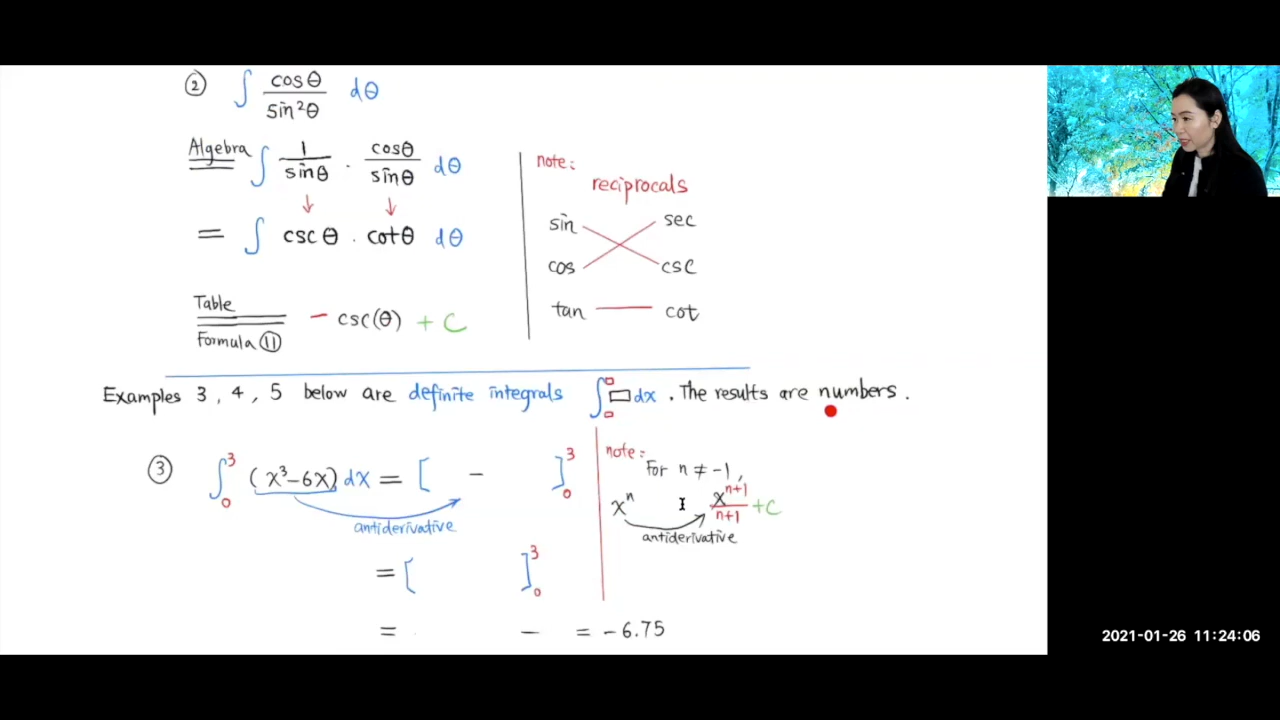 ② ∫ cosθ / sin²θ dθ
Algebra ∫ 1/sinθ · cosθ/sinθ dθ
= ∫ cscθ · cotθ dθ
Table
Formula ⑪ − csc(θ) + C
note:
reciprocals
sin sec
cos csc
tan cot
Examples 3, 4, 5 below are definite integrals ∫ dx. The results are numbers.
③ ∫₀³ (x³−6x) dx = [ − ]₀³
antiderivative
= [ ]₀³
= − = −6.75
note:
For n ≠ −1,
xⁿ xⁿ⁺¹/n+1 + C
antiderivative
2021-01-26 11:24:06